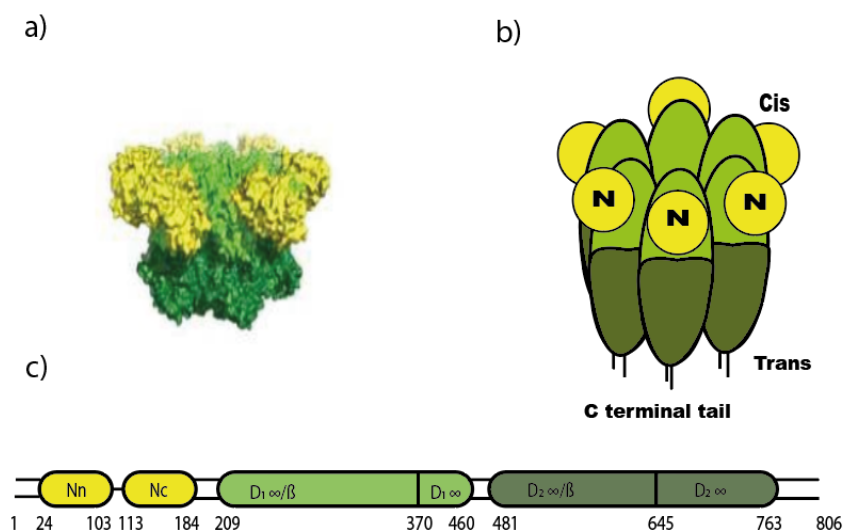 a)
b)
Cis
N
N
N
Trans
C terminal tail
c)
Nn
Nc
D₁ ∞/ß
D₁ ∞
D₂ ∞/ß
D₂ ∞
1 24 103 113 184 209 370 460 481 645 763 806